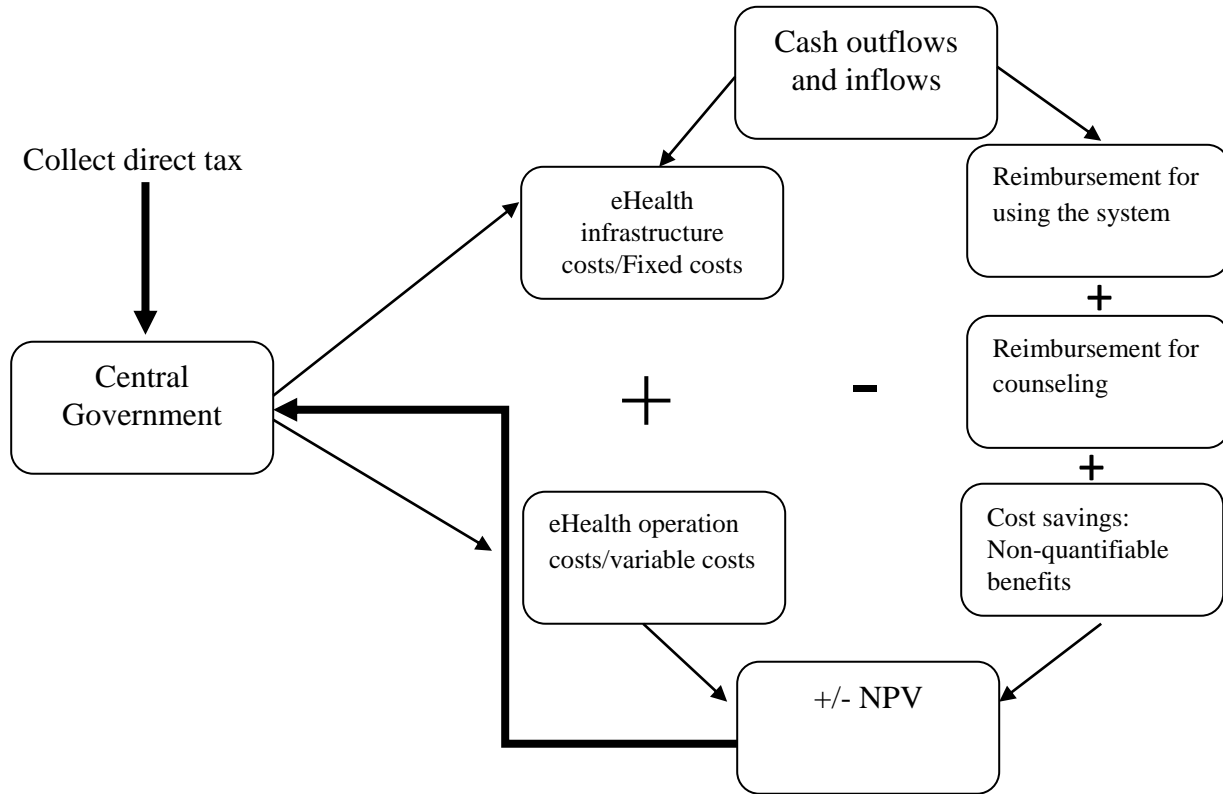 Cash outflows
and inflows
Collect direct tax
eHealth
infrastructure
costs/Fixed costs
Reimbursement for
using the system
+
Central
Government
+
-
Reimbursement for
counseling
+
eHealth operation
costs/variable costs
Cost savings:
Non-quantifiable
benefits
+/- NPV